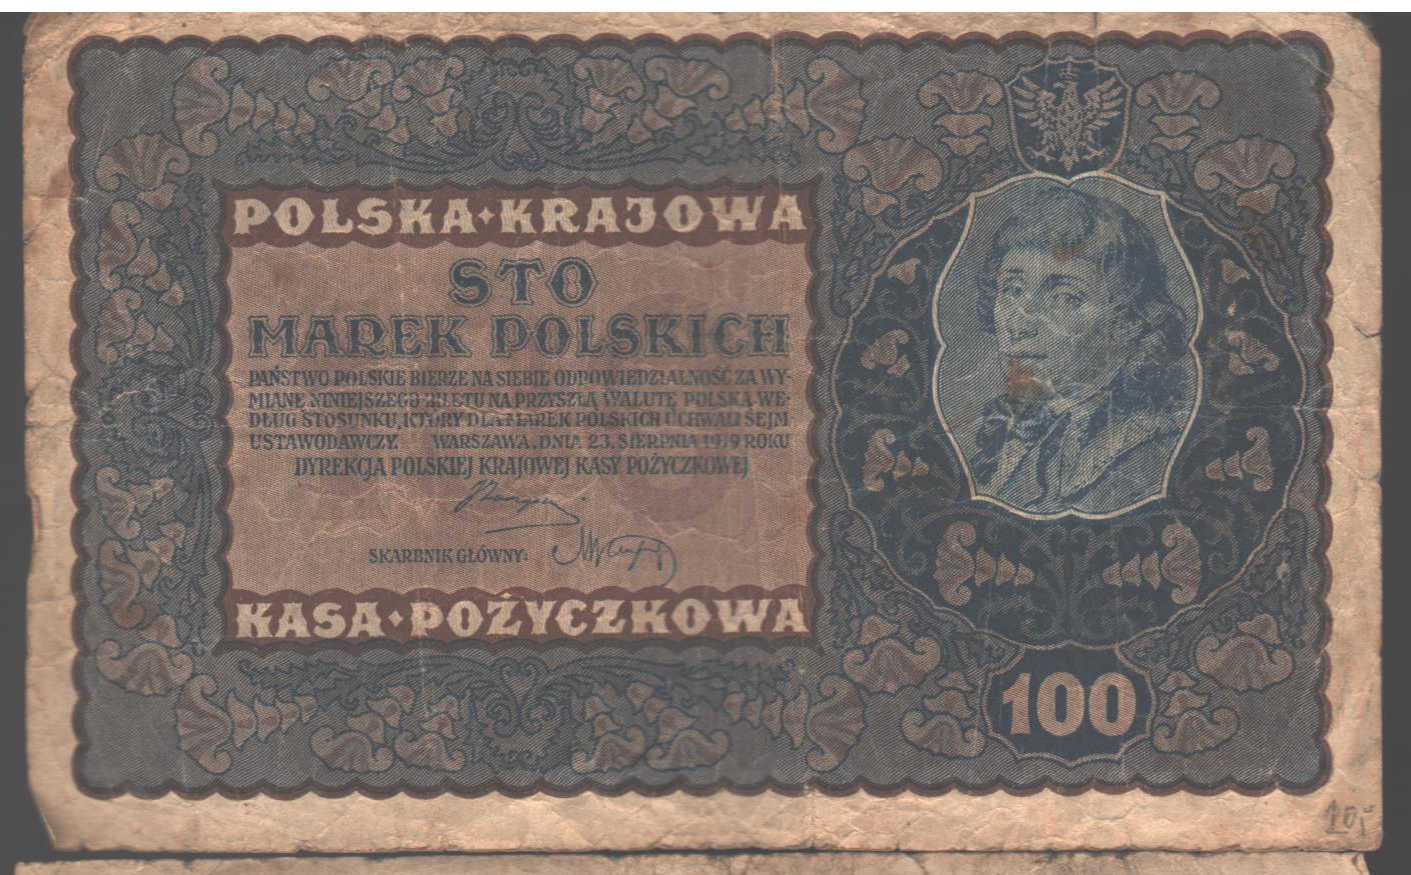 POLSKA·KRAJOWA
STO
MAREK POLSKICH
PAŃSTWO POLSKIE BIERZE NA SIEBIE ODPOWIEDZIALNOŚĆ ZA WY-
MIANĘ NINIEJSZEGO BILETU NA PRZYSZŁĄ WALUTĘ POLSKĄ WE-
DŁUG STOSUNKU, KTÓRY DLA MAREK POLSKICH UCHWALI SEJM
USTAWODAWCZY. WARSZAWA, DNIA 23. SIERPNIA 1919 ROKU
DYREKCJA POLSKIEJ KRAJOWEJ KASY POŻYCZKOWEJ
SKARBNIK GŁÓWNY:
KASA·POŻYCZKOWA
100
10,-